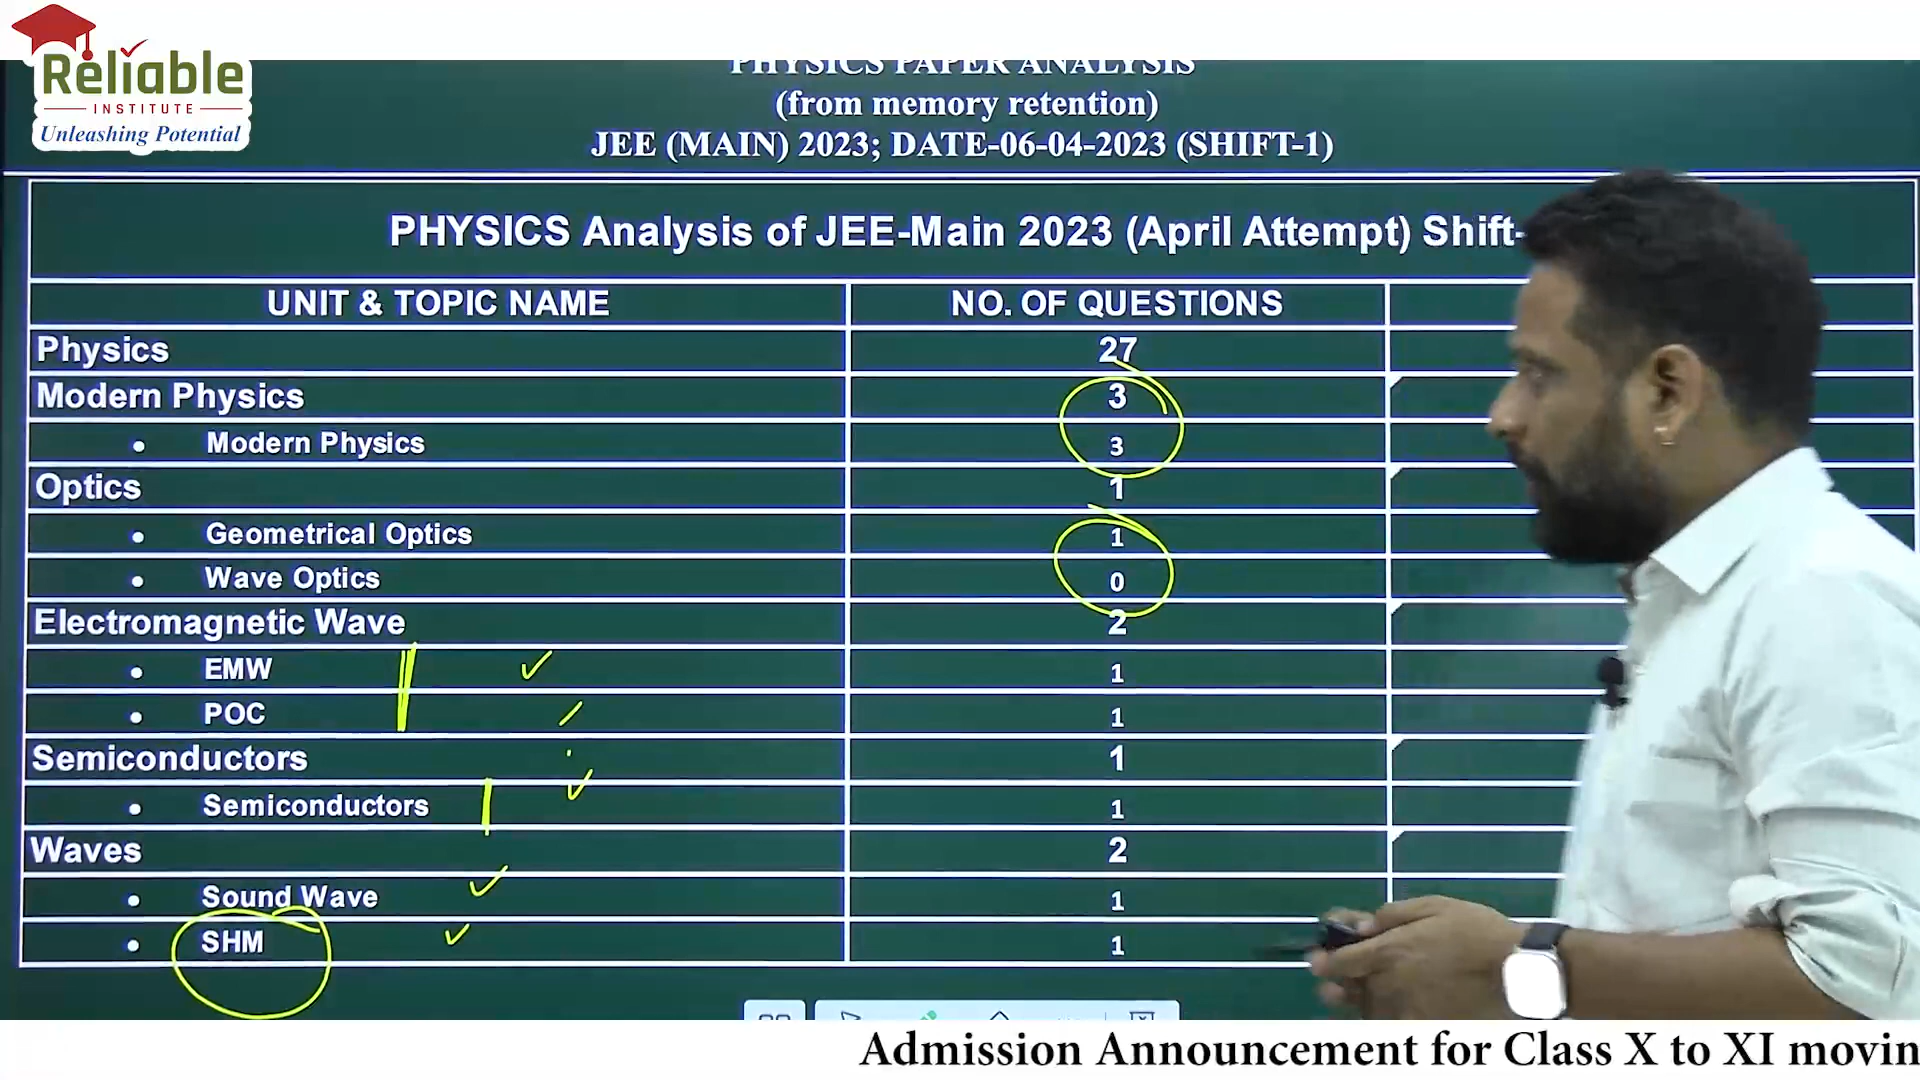 Reliable
INSTITUTE
Unleashing Potential
PHYSICS PAPER ANALYSIS
(from memory retention)
JEE (MAIN) 2023; DATE-06-04-2023 (SHIFT-1)
PHYSICS Analysis of JEE-Main 2023 (April Attempt) Shift-
UNIT & TOPIC NAME NO. OF QUESTIONS
Physics 27
Modern Physics 3
• Modern Physics 3
Optics 1
• Geometrical Optics 1
• Wave Optics 0
Electromagnetic Wave 2
• EMW 1
• POC 1
Semiconductors 1
• Semiconductors 1
Waves 2
• Sound Wave 1
• SHM 1
Admission Announcement for Class X to XI movin